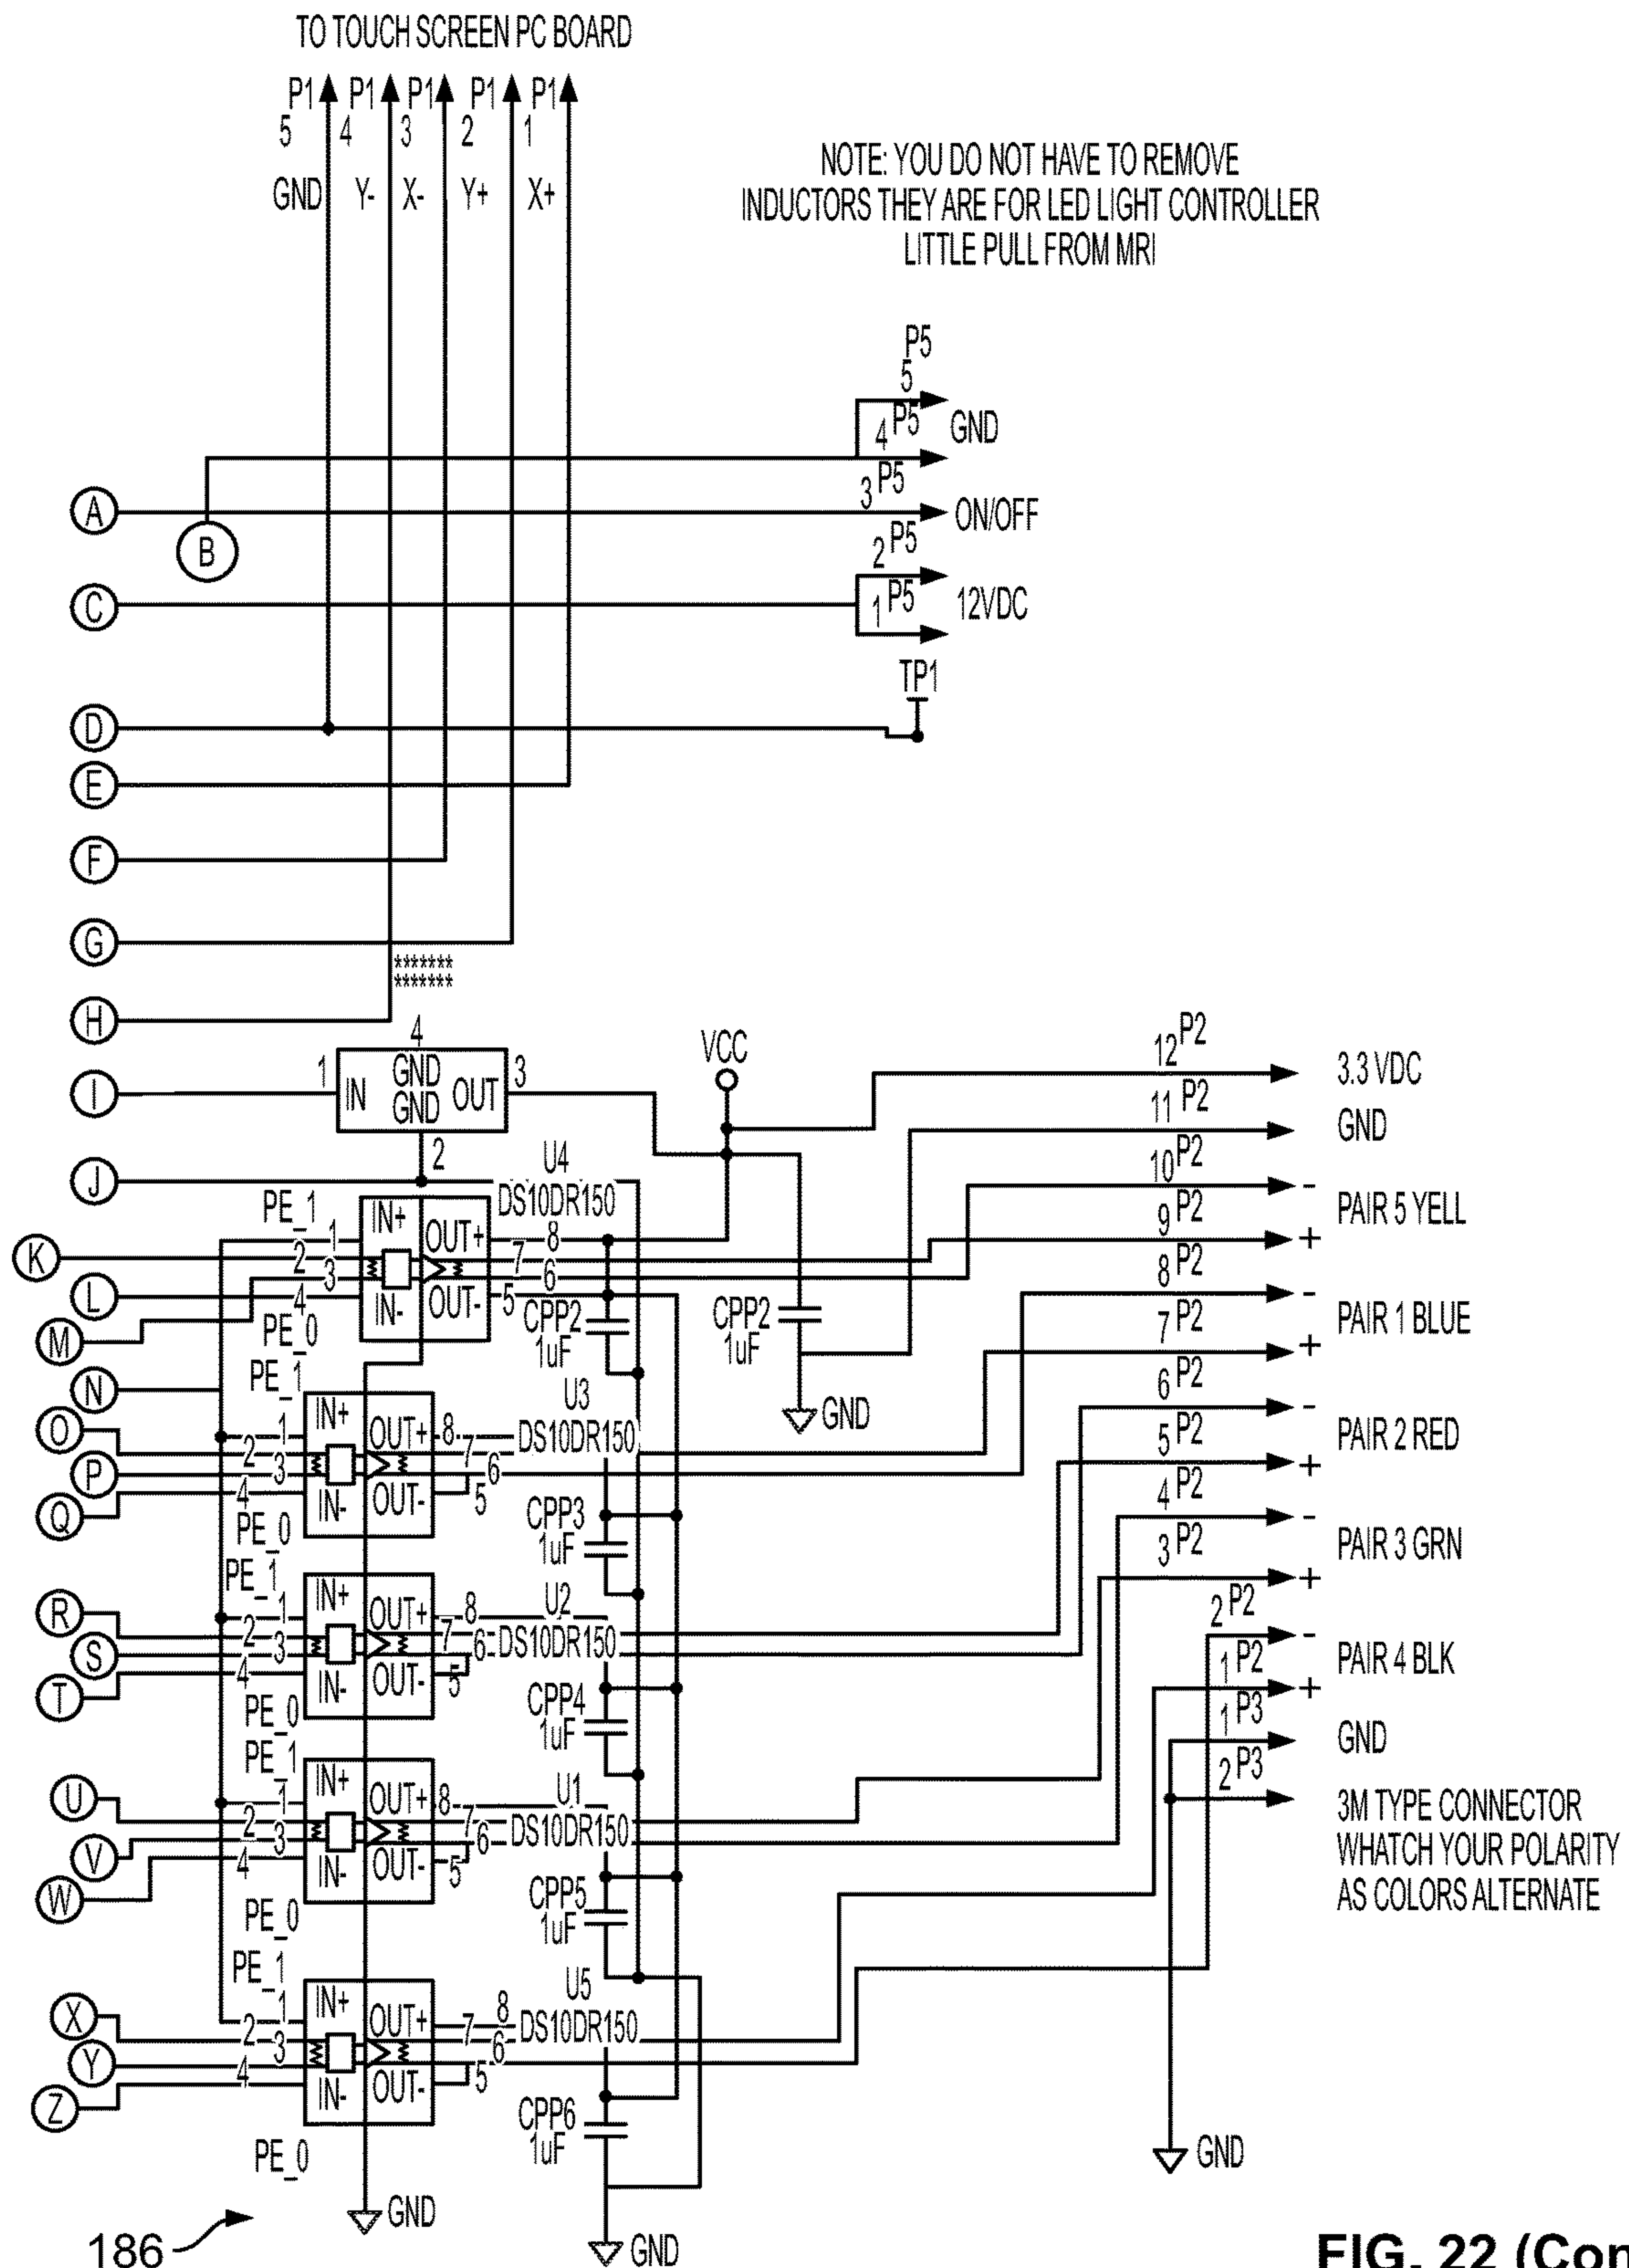 TO TOUCH SCREEN PC BOARD
P1 P1 P1 P1 P1
5 4 3 2 1
GND Y- X- Y+ X+
NOTE: YOU DO NOT HAVE TO REMOVE
INDUCTORS THEY ARE FOR LED LIGHT CONTROLLER
LITTLE PULL FROM MRI
P5
5
4 P5
GND
3 P5
A
ON/OFF
B
2 P5
C
1 P5
12VDC
TP1
D
E
F
G
*******
*******
H
4
VCC
12 P2
3.3 VDC
I
1
IN
GND
GND
OUT
3
11 P2
GND
J
2
U4
DS10DR150
10 P2
-
PAIR 5 YELL
9 P2
+
PE_1
1
IN+
OUT+
8
K
2
7
3
6
L
4
IN-
OUT-
5
M
PE_0
CPP2
1uF
CPP2
1uF
8 P2
-
PAIR 1 BLUE
7 P2
+
GND
N
PE_1
U3
DS10DR150
6 P2
-
PAIR 2 RED
5 P2
+
O
1
IN+
OUT+
8
2
7
P
3
6
Q
4
IN-
OUT-
5
PE_0
CPP3
1uF
4 P2
-
PAIR 3 GRN
3 P2
+
PE_1
U2
DS10DR150
R
1
IN+
OUT+
8
2
7
S
3
6
T
4
IN-
OUT-
5
PE_0
CPP4
1uF
2 P2
-
PAIR 4 BLK
1 P2
+
1 P3
GND
2 P3
3M TYPE CONNECTOR
WHATCH YOUR POLARITY
AS COLORS ALTERNATE
PE_1
U1
DS10DR150
U
1
IN+
OUT+
8
2
7
V
3
6
W
4
IN-
OUT-
5
PE_0
CPP5
1uF
PE_1
U5
DS10DR150
X
1
IN+
OUT+
8
2
7
Y
3
6
Z
4
IN-
OUT-
5
PE_0
CPP6
1uF
GND
GND
GND
186
FIG. 22 (Con